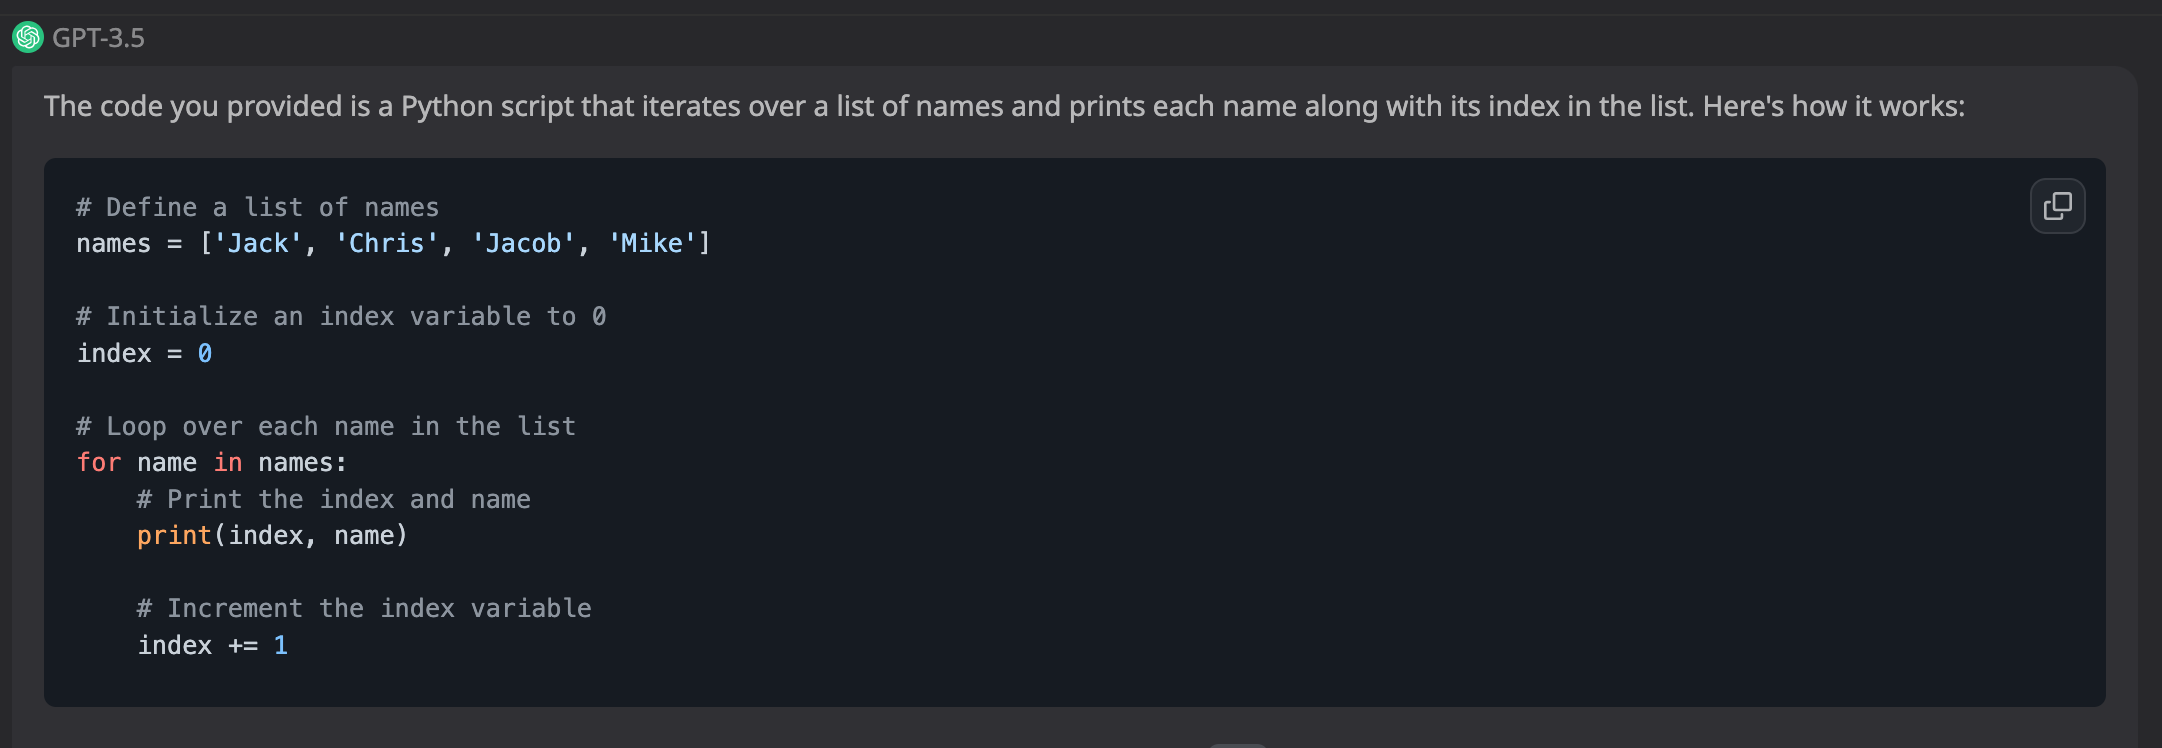 GPT-3.5
The code you provided is a Python script that iterates over a list of names and prints each name along with its index in the list. Here's how it works:
# Define a list of names
names = ['Jack', 'Chris', 'Jacob', 'Mike']
# Initialize an index variable to 0
index = 0
# Loop over each name in the list
for name in names:
    # Print the index and name
    print(index, name)
    # Increment the index variable
    index += 1